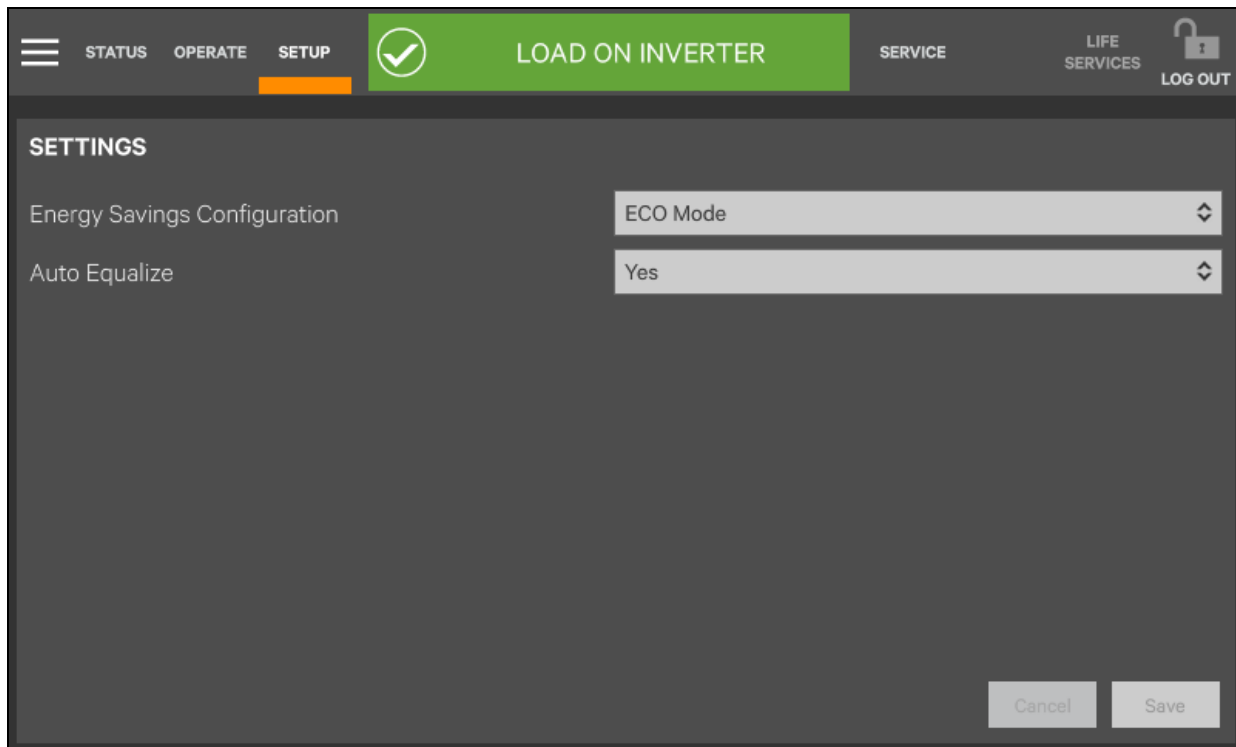 STATUS OPERATE SETUP LOAD ON INVERTER SERVICE LIFE SERVICES LOG OUT
SETTINGS
Energy Savings Configuration ECO Mode
Auto Equalize Yes
Cancel Save